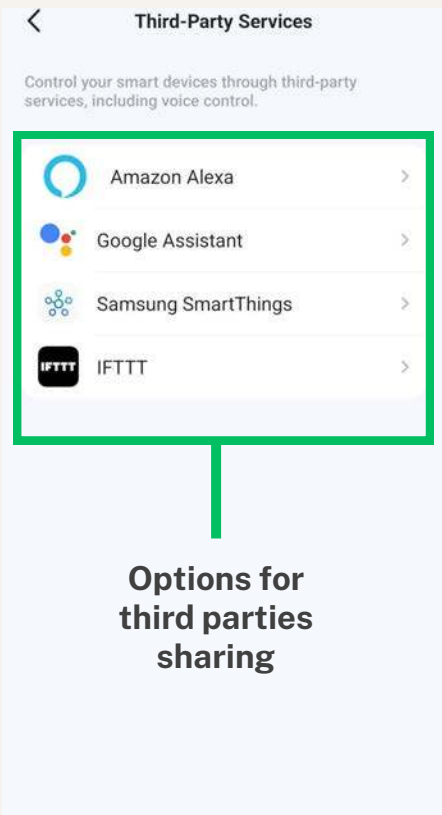 Third-Party Services
Control your smart devices through third-party
services, including voice control.
Amazon Alexa
Google Assistant
Samsung SmartThings
IFTTT IFTTT
Options for
third parties
sharing